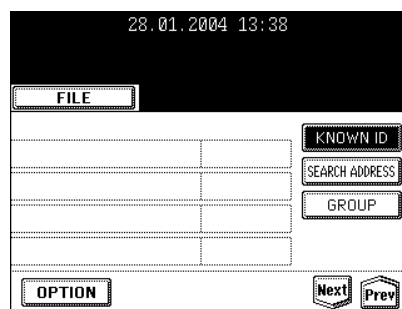 28.01.2004 13:38
FILE
KNOWN ID
SEARCH ADDRESS
GROUP
OPTION
Next
Prev